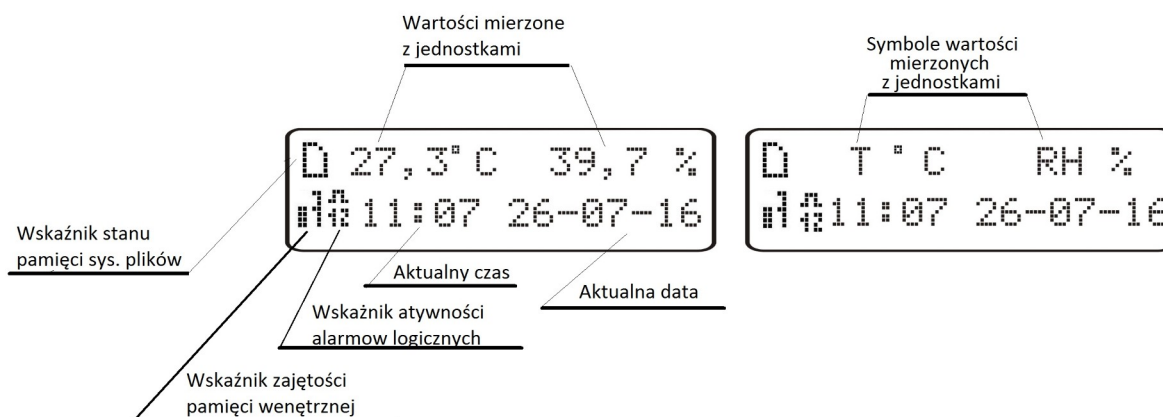 Wartości mierzone
z jednostkami
Symbole wartości
mierzonych
z jednostkami
27,3°C 39,7 %
11:07 26-07-16
T °C RH %
11:07 26-07-16
Wskaźnik stanu
pamięci sys. plików
Aktualny czas
Aktualna data
Wskażnik atywności
alarmow logicznych
Wskaźnik zajętości
pamięci wenętrznej